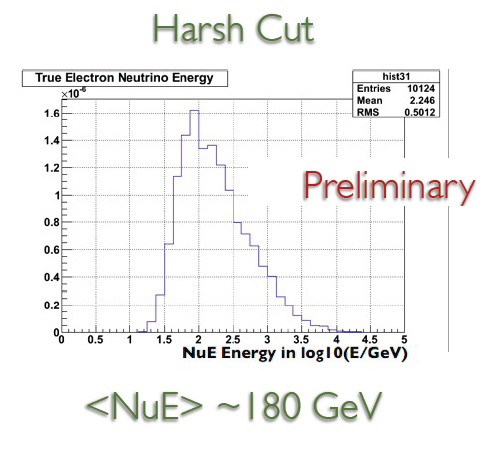 Harsh Cut
True Electron Neutrino Energy
hist31
Entries 10124
Mean 2.246
RMS 0.5012
×10⁻⁶
1.6
1.4
1.2
1
0.8
0.6
0.4
0.2
0
Preliminary
0 0.5 1 1.5 2 2.5 3 3.5 4 4.5 5
NuE Energy in log10(E/GeV)
<NuE> ~180 GeV